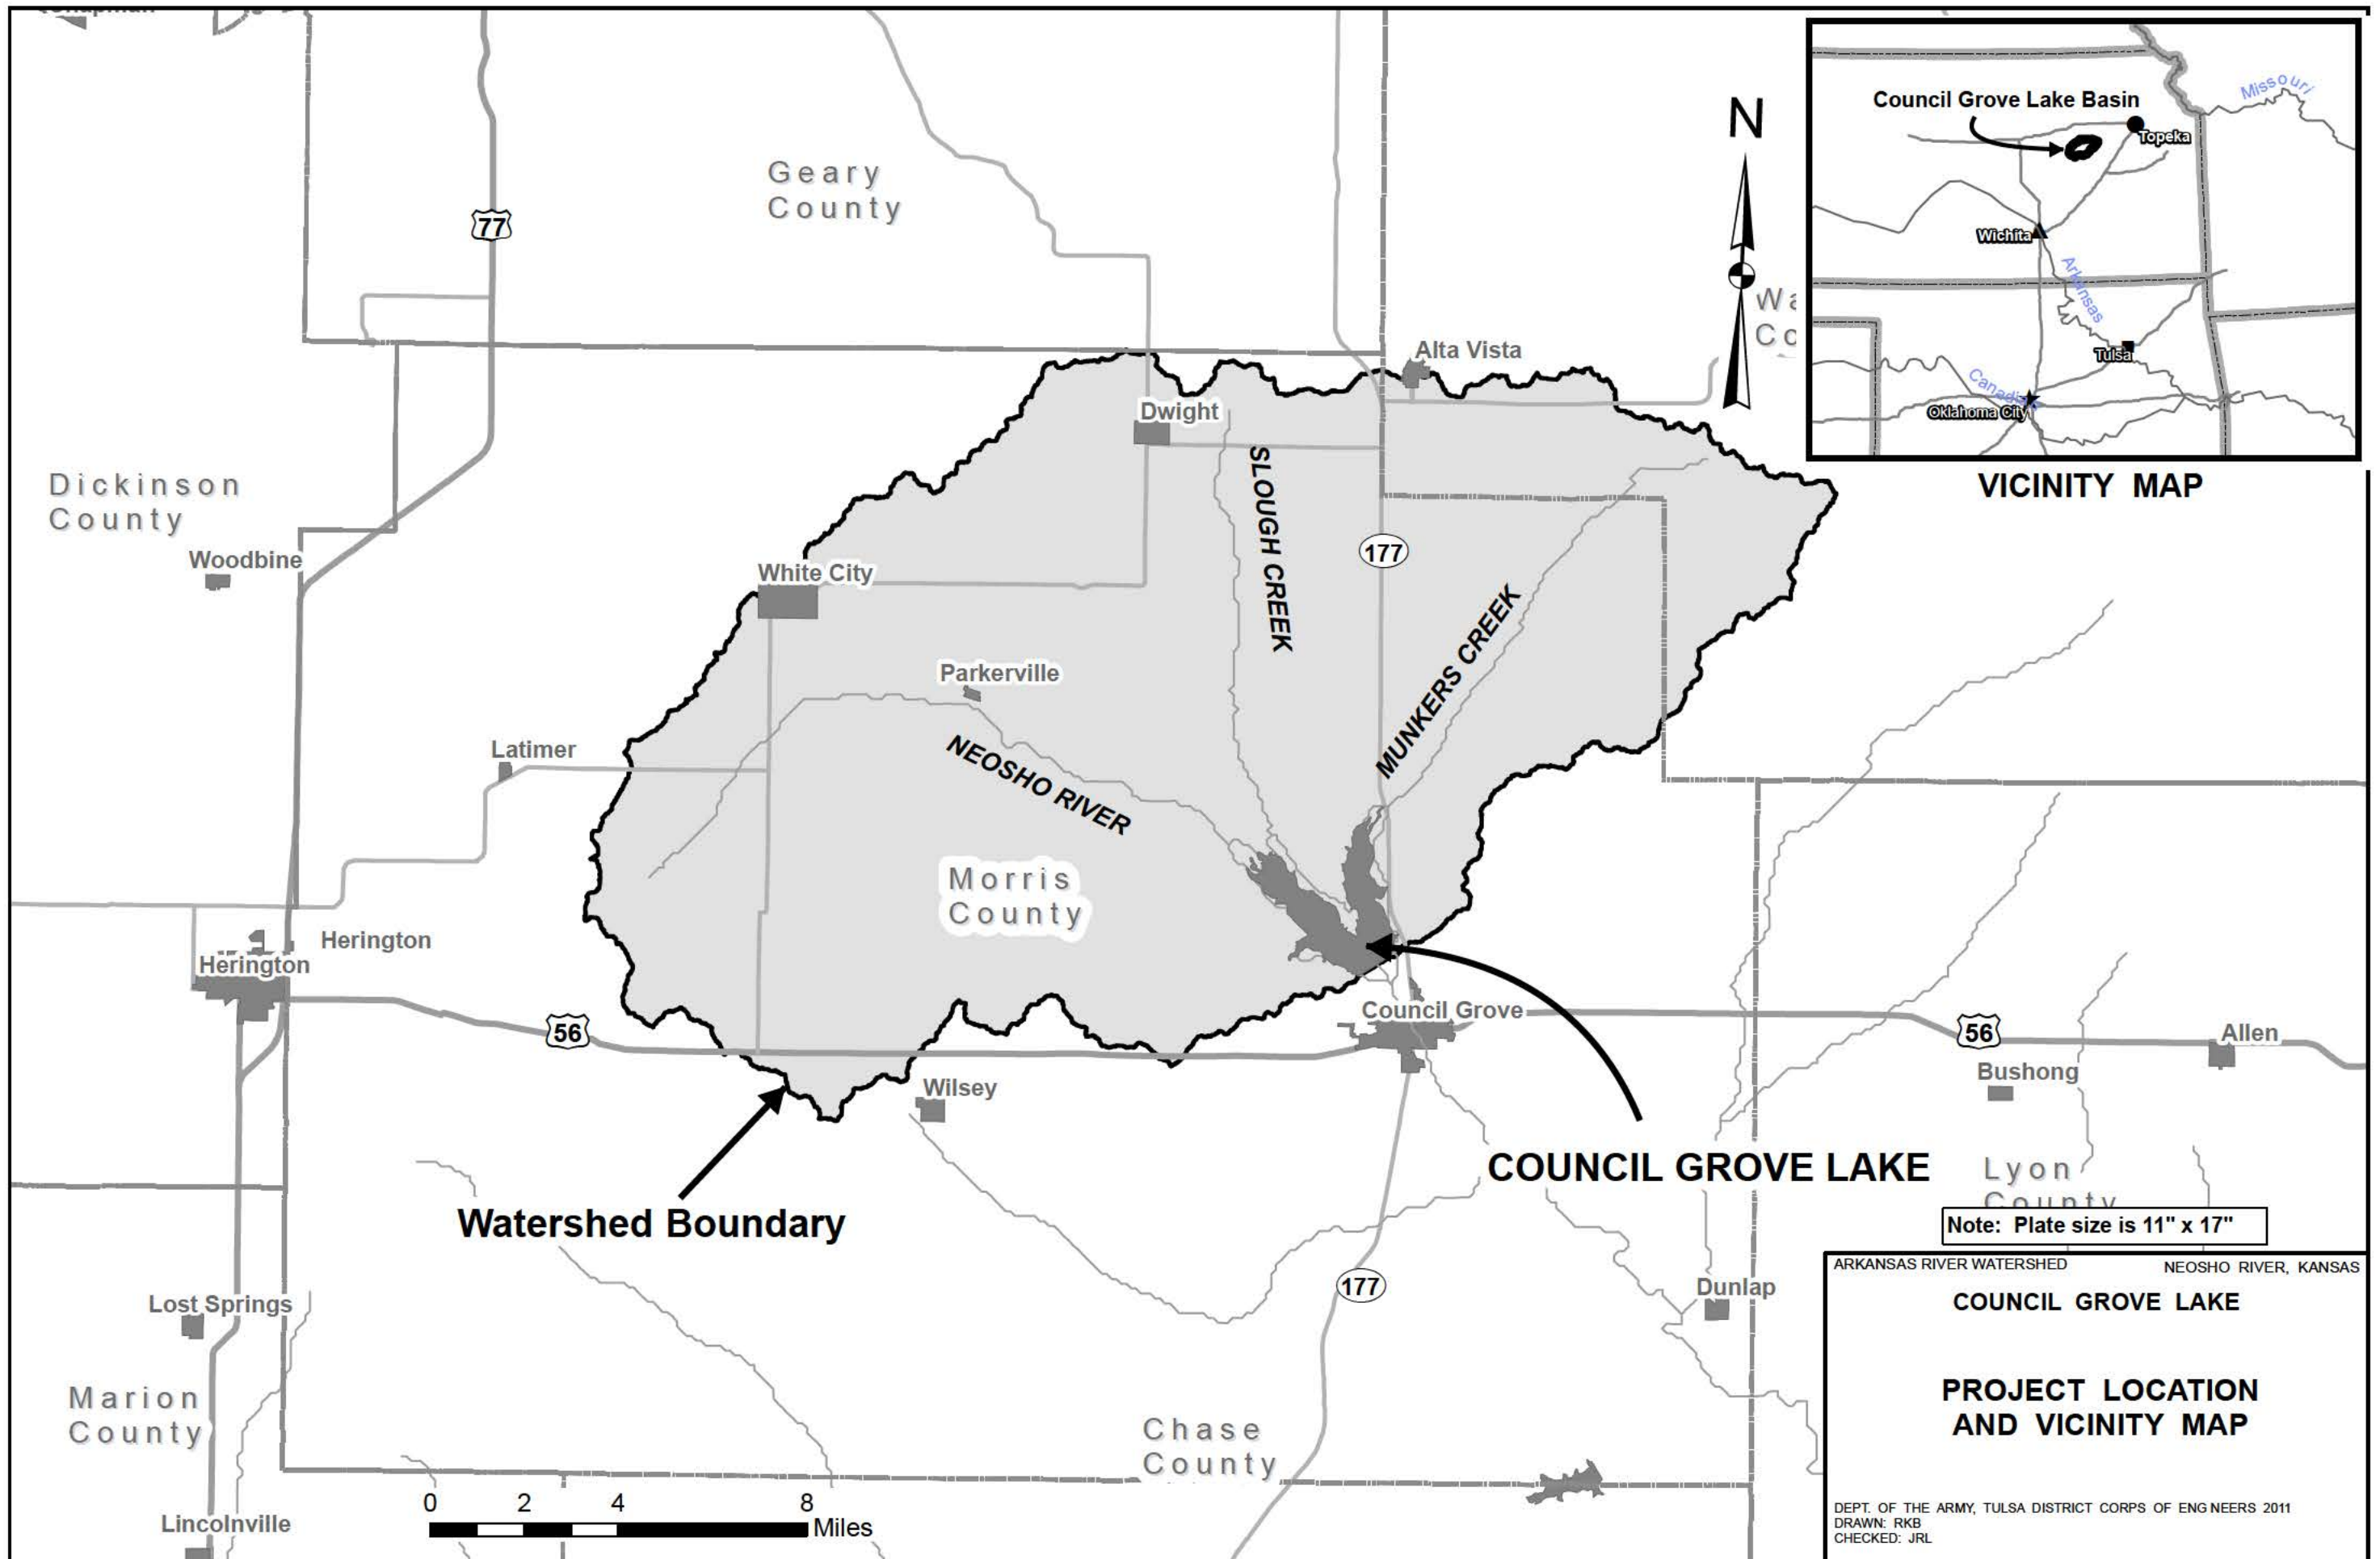 Geary
County
77
Alta Vista
Dwight
Dickinson
County
Woodbine
White City
SLOUGH CREEK
177
MUNKERS CREEK
Parkerville
Latimer
NEOSHO RIVER
Morris
County
Herington
Herington
56
Council Grove
56
Allen
Bushong
Wilsey
COUNCIL GROVE LAKE
Watershed Boundary
Lyon
County
177
Dunlap
Lost Springs
Marion
County
Chase
County
Lincolnville
0 2 4 8
Miles
N
Wa
Co
Council Grove Lake Basin
Missouri
Topeka
Wichita
Arkansas
Tulsa
Canadian
Oklahoma City
VICINITY MAP
Note: Plate size is 11" x 17"
ARKANSAS RIVER WATERSHED NEOSHO RIVER, KANSAS
COUNCIL GROVE LAKE
PROJECT LOCATION
AND VICINITY MAP
DEPT. OF THE ARMY, TULSA DISTRICT CORPS OF ENG NEERS 2011
DRAWN: RKB
CHECKED: JRL